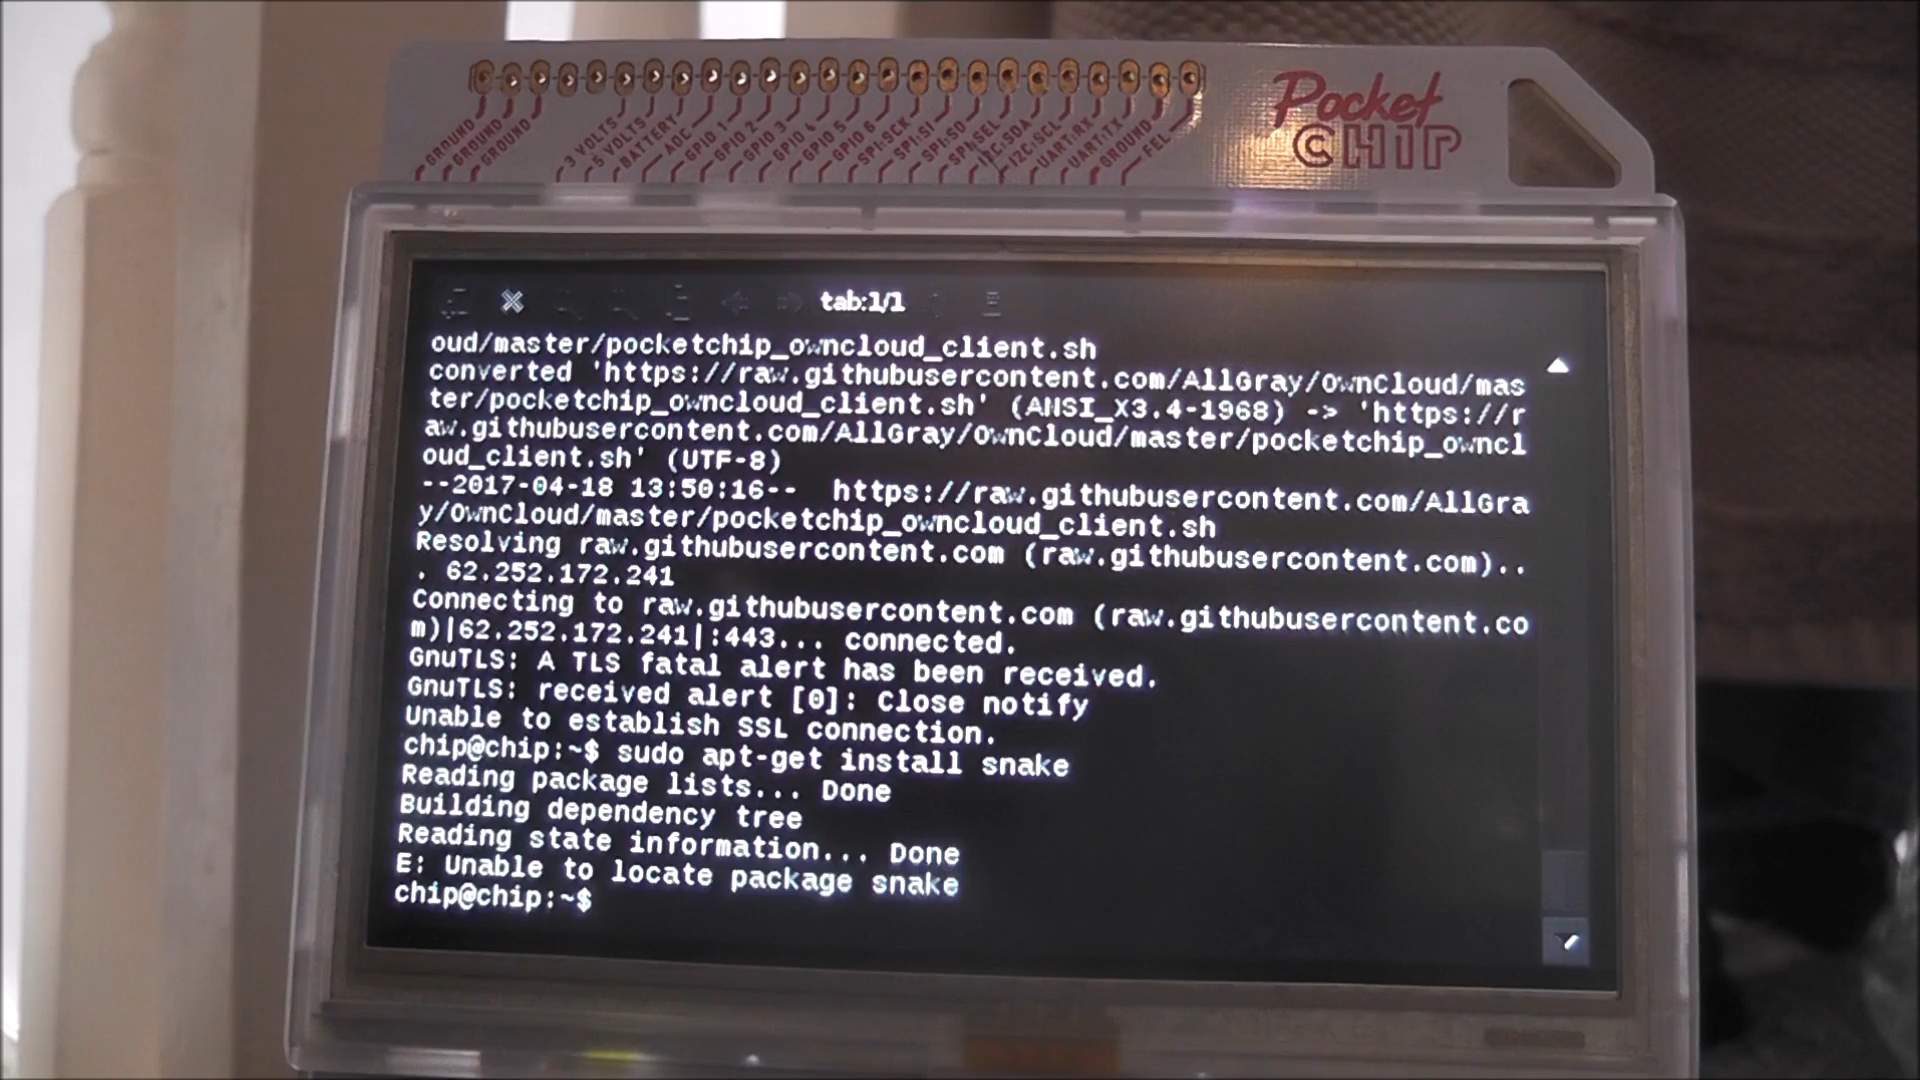 Pocket
CHIP
GROUND
GROUND
GROUND
3 VOLTS
5 VOLTS
BATTERY
ADC
GPIO 1
GPIO 2
GPIO 3
GPIO 4
GPIO 5
GPIO 6
SPI:SCK
SPI:SI
SPI:SO
SPI:SEL
I2C:SDA
I2C:SCL
UART:RX
UART:TX
GROUND
FEL
tab:1/1
oud/master/pocketchip_owncloud_client.sh
converted 'https://raw.githubusercontent.com/AllGray/OwnCloud/mas
ter/pocketchip_owncloud_client.sh' (ANSI_X3.4-1968) -> 'https://r
aw.githubusercontent.com/AllGray/OwnCloud/master/pocketchip_owncl
oud_client.sh' (UTF-8)
--2017-04-18 13:50:16--  https://raw.githubusercontent.com/AllGra
y/OwnCloud/master/pocketchip_owncloud_client.sh
Resolving raw.githubusercontent.com (raw.githubusercontent.com)..
. 62.252.172.241
Connecting to raw.githubusercontent.com (raw.githubusercontent.co
m)|62.252.172.241|:443... connected.
GnuTLS: A TLS fatal alert has been received.
GnuTLS: received alert [0]: Close notify
Unable to establish SSL connection.
chip@chip:~$ sudo apt-get install snake
Reading package lists... Done
Building dependency tree
Reading state information... Done
E: Unable to locate package snake
chip@chip:~$